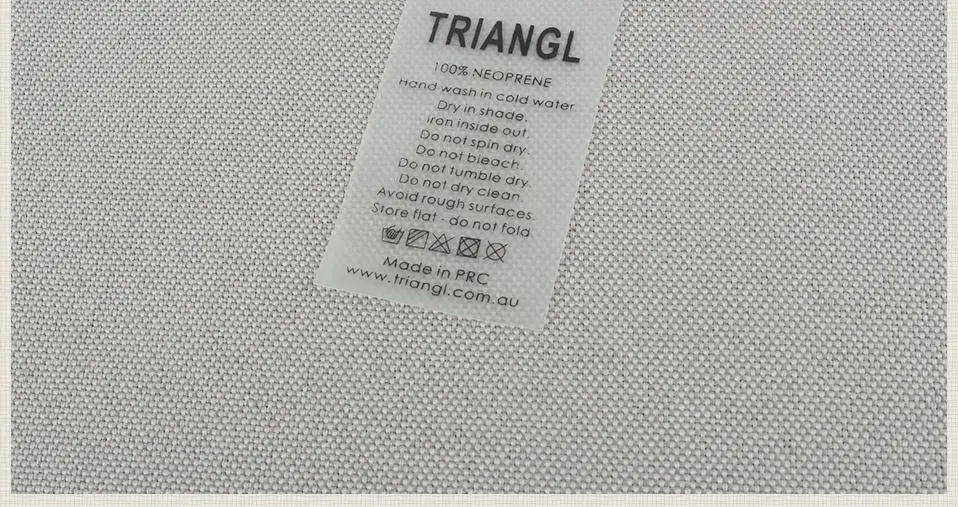 TRIANGL
100% NEOPRENE
Hand wash in cold water
Dry in shade.
iron inside out.
Do not spin dry.
Do not bleach.
Do not tumble dry.
Do not dry clean.
Avoid rough surfaces.
Store flat - do not fold
Made in PRC
www.triangl.com.au